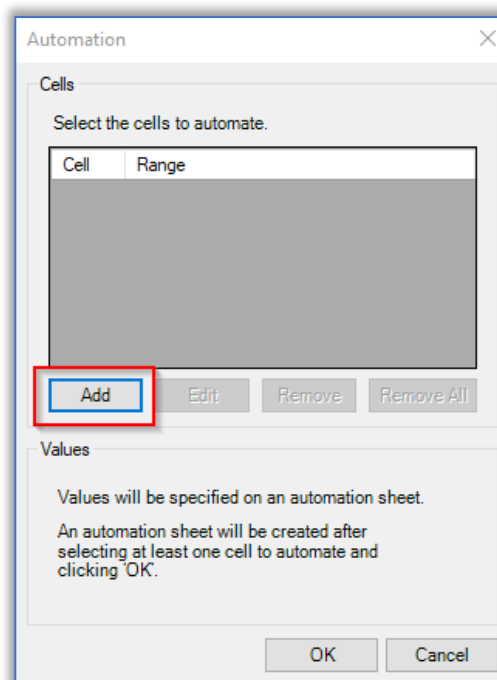 Automation
Cells
Select the cells to automate.
Cell Range
Add Edit Remove Remove All
Values
Values will be specified on an automation sheet.
An automation sheet will be created after
selecting at least one cell to automate and
clicking 'OK'.
OK Cancel